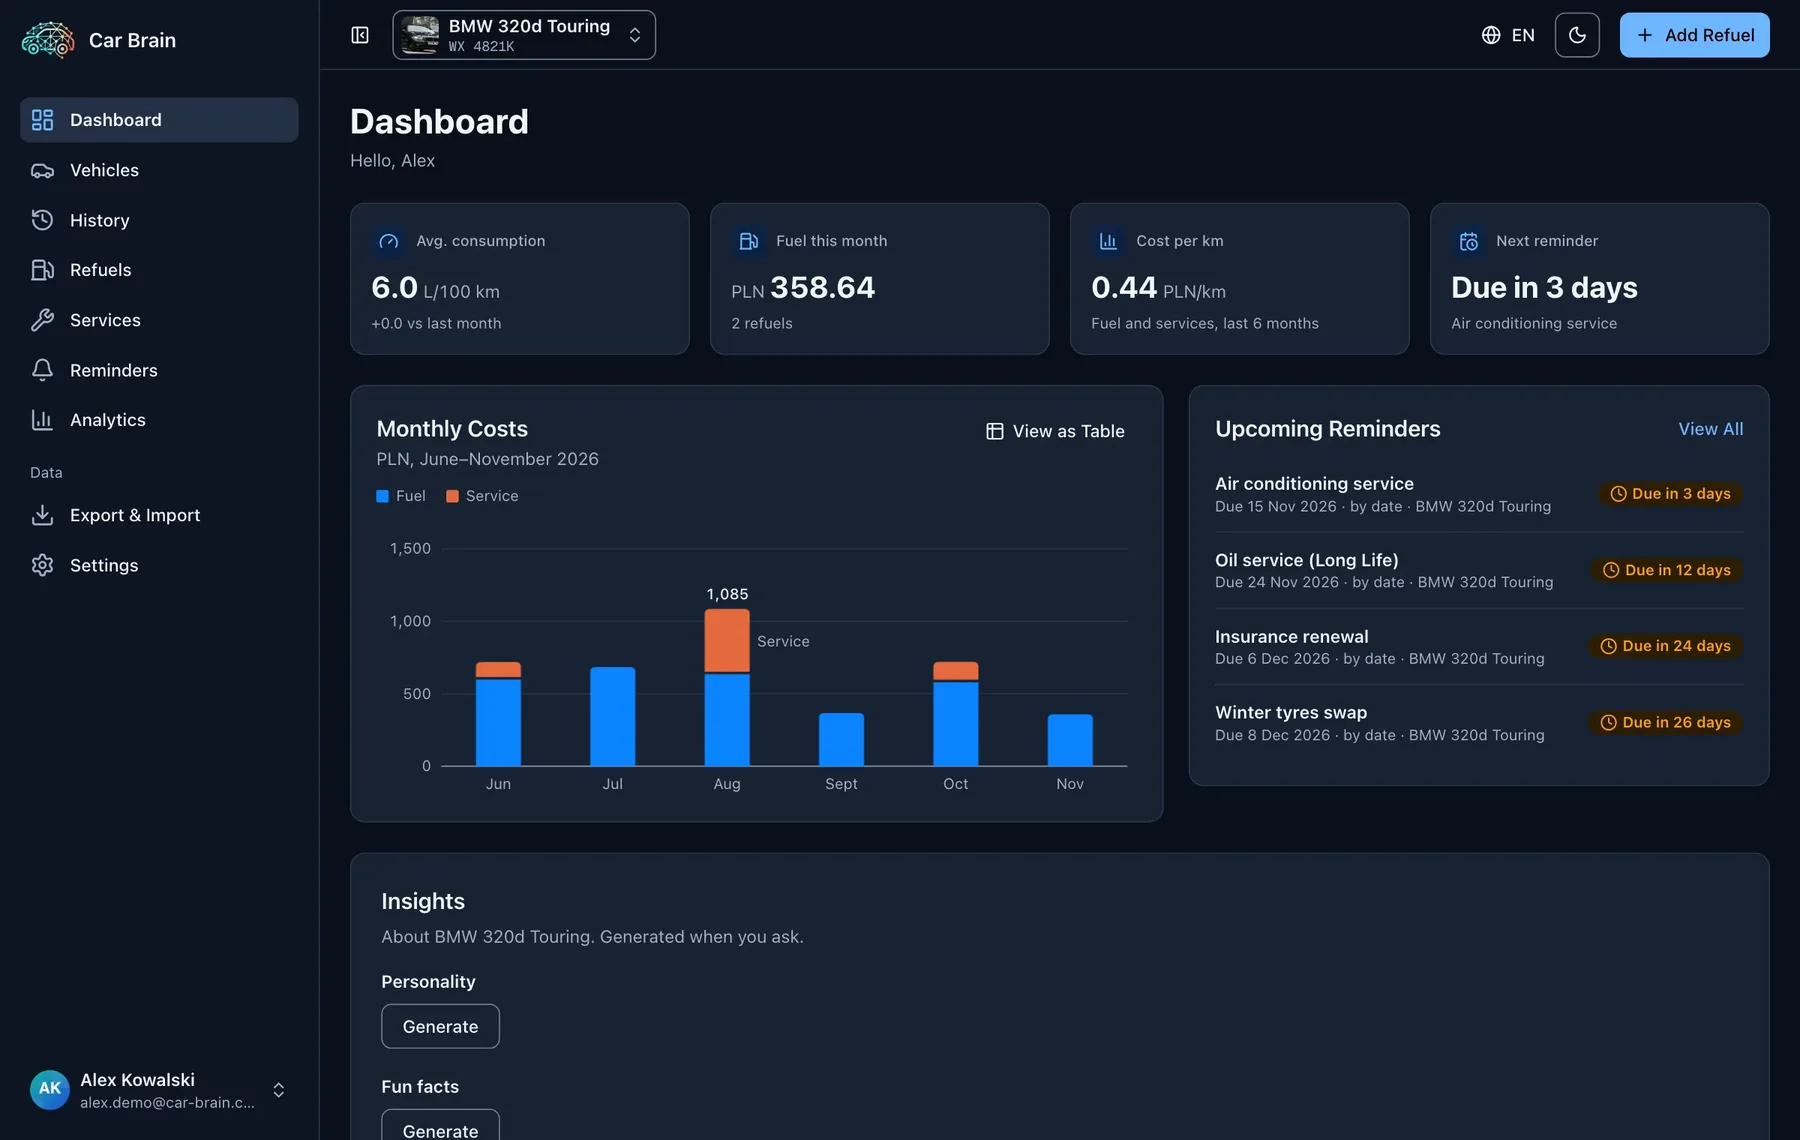 Car Brain
BMW 320d Touring
WX 4821K
EN
Add Refuel
Dashboard
Vehicles
History
Refuels
Services
Reminders
Analytics
Data
Export & Import
Settings
Alex Kowalski
AK
alex.demo@car-brain.c...
Dashboard
Hello, Alex
Avg. consumption
6.0 L/100 km
+0.0 vs last month
Fuel this month
PLN 358.64
2 refuels
Cost per km
0.44 PLN/km
Fuel and services, last 6 months
Next reminder
Due in 3 days
Air conditioning service
Monthly Costs
View as Table
PLN, June–November 2026
Fuel
Service
1,500
1,000
500
0
1,085
Service
Jun
Jul
Aug
Sept
Oct
Nov
Upcoming Reminders
View All
Air conditioning service
Due 15 Nov 2026 · by date · BMW 320d Touring
Due in 3 days
Oil service (Long Life)
Due 24 Nov 2026 · by date · BMW 320d Touring
Due in 12 days
Insurance renewal
Due 6 Dec 2026 · by date · BMW 320d Touring
Due in 24 days
Winter tyres swap
Due 8 Dec 2026 · by date · BMW 320d Touring
Due in 26 days
Insights
About BMW 320d Touring. Generated when you ask.
Personality
Generate
Fun facts
Generate